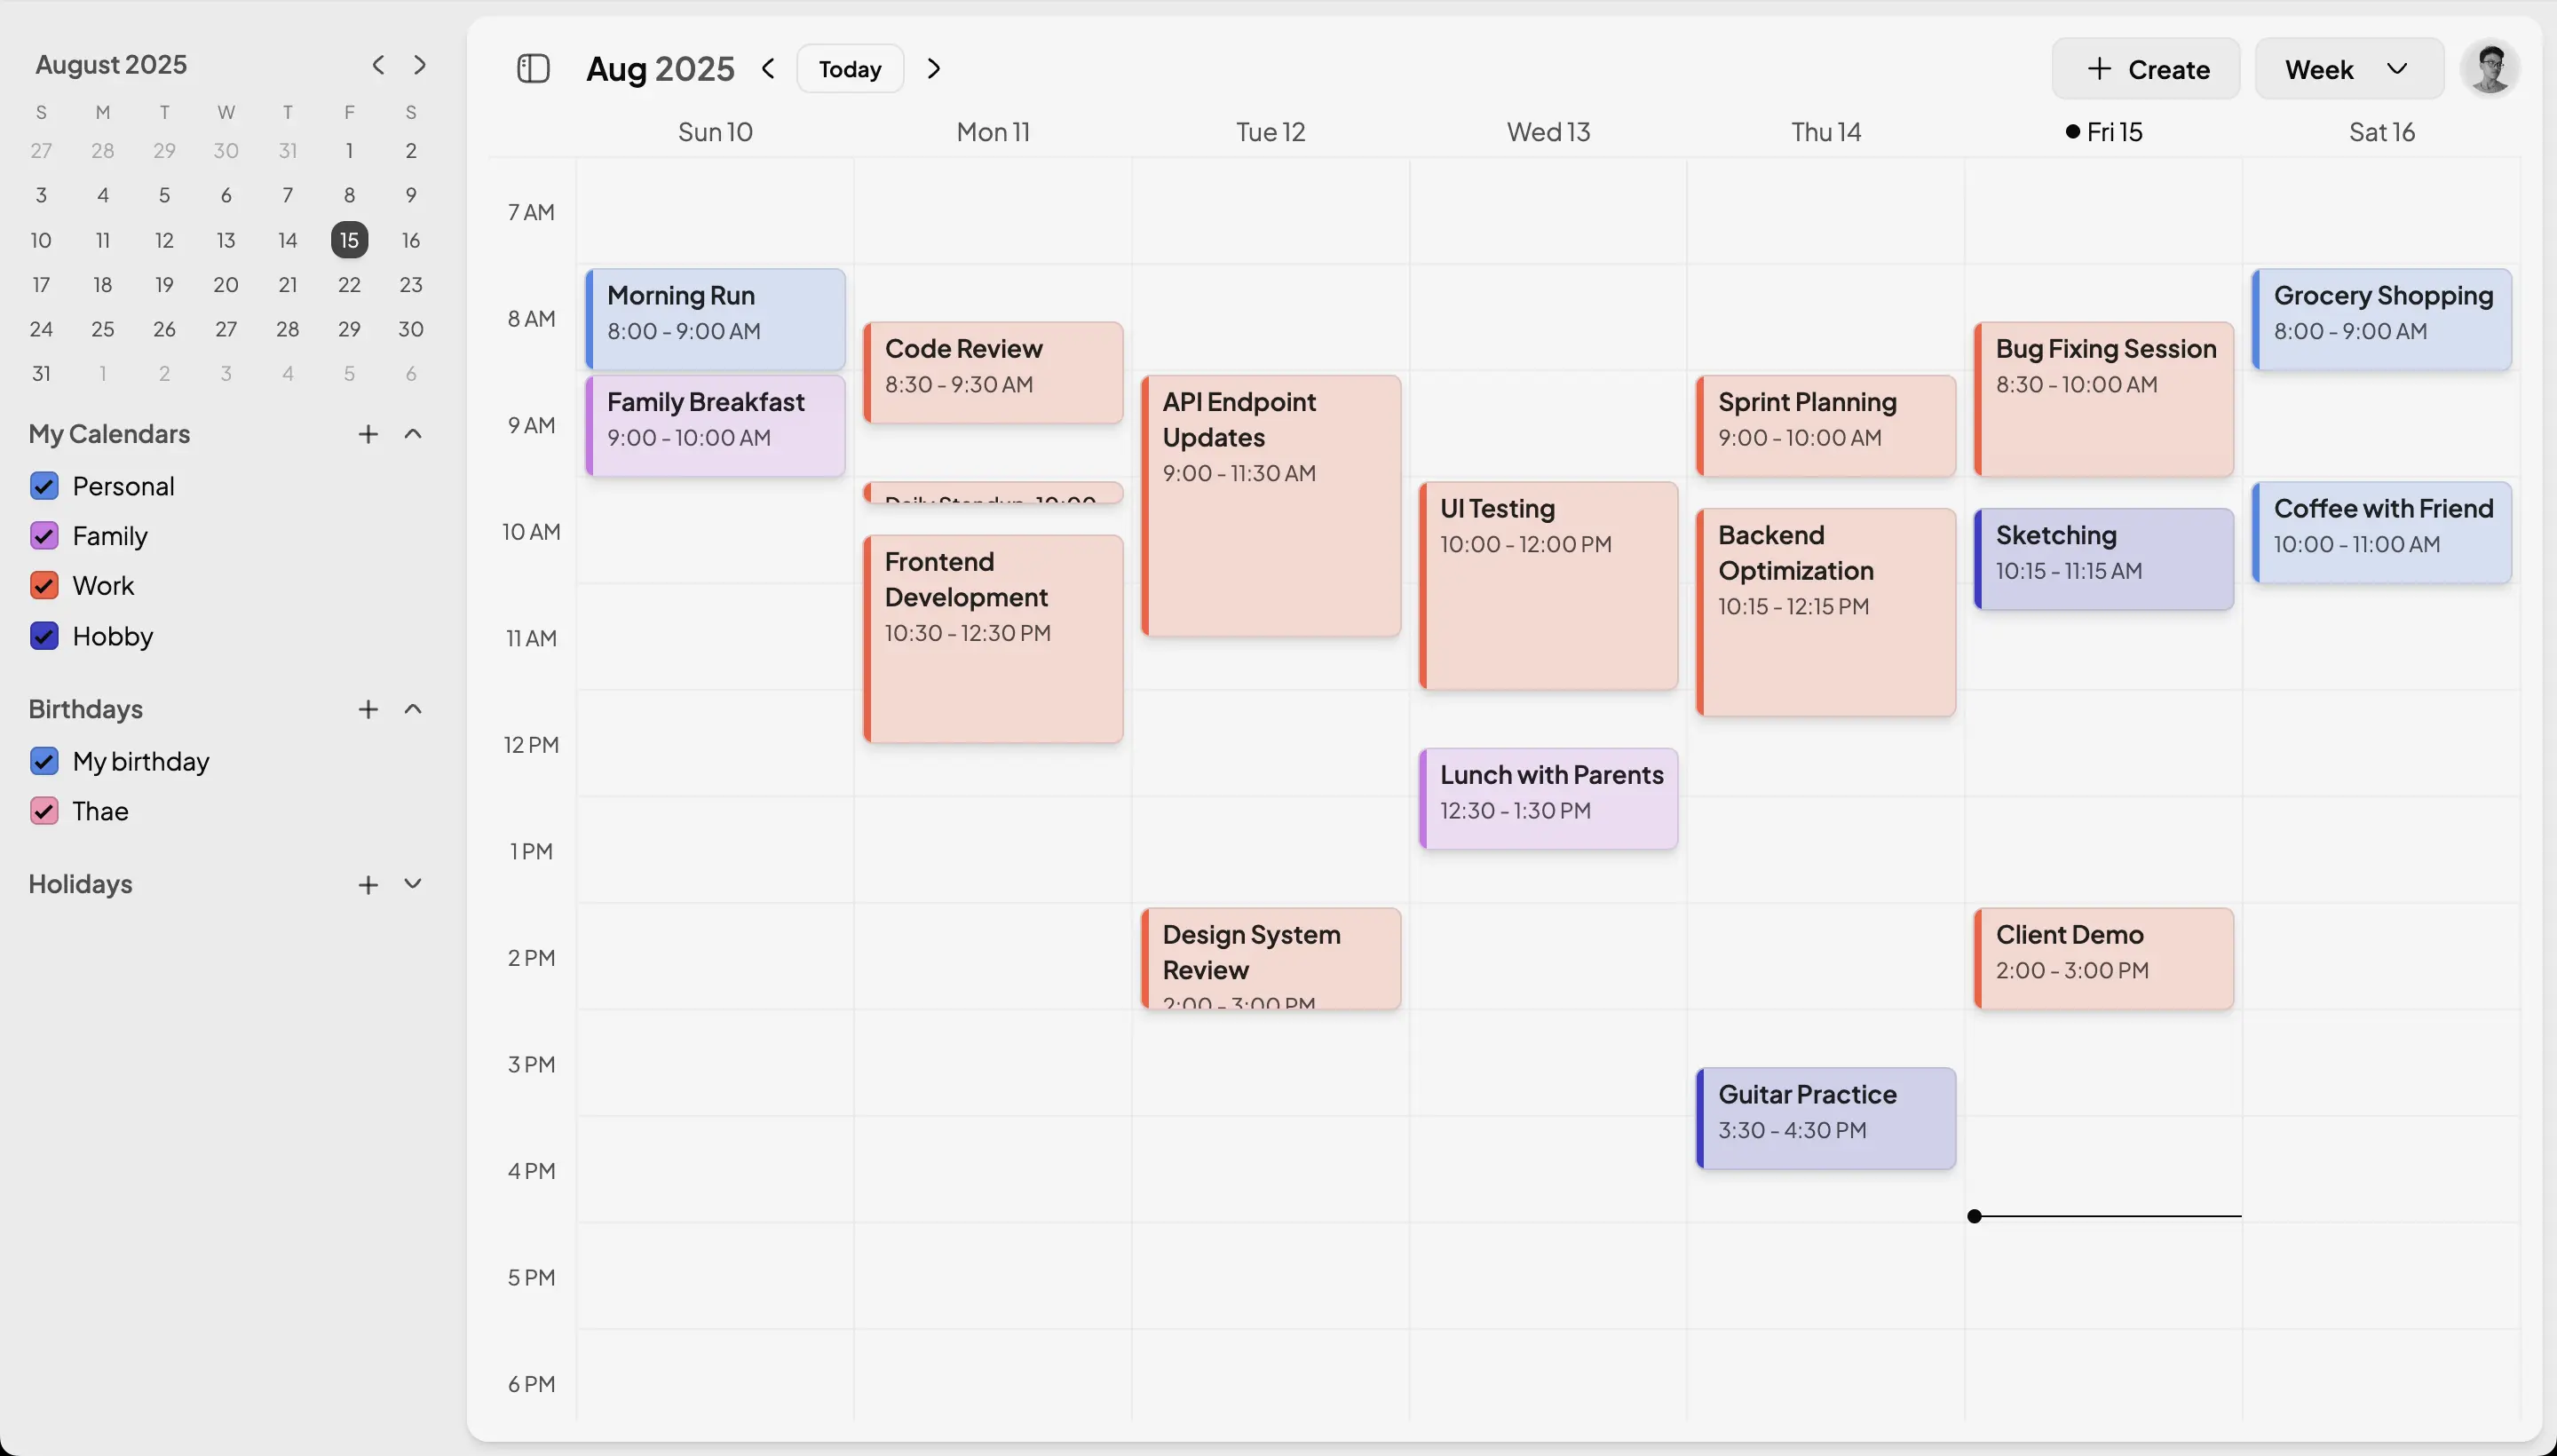 August 2025
S M T W T F S
27 28 29 30 31 1 2
3 4 5 6 7 8 9
10 11 12 13 14 15 16
17 18 19 20 21 22 23
24 25 26 27 28 29 30
31 1 2 3 4 5 6
My Calendars
Personal
Family
Work
Hobby
Birthdays
My birthday
Thae
Holidays
Aug 2025
Today
Create
Week
Sun 10
Mon 11
Tue 12
Wed 13
Thu 14
Fri 15
Sat 16
7 AM
8 AM
9 AM
10 AM
11 AM
12 PM
1 PM
2 PM
3 PM
4 PM
5 PM
6 PM
Morning Run
8:00 - 9:00 AM
Family Breakfast
9:00 - 10:00 AM
Code Review
8:30 - 9:30 AM
Daily Standup, 10:00
Frontend
Development
10:30 - 12:30 PM
API Endpoint
Updates
9:00 - 11:30 AM
Design System
Review
2:00 - 3:00 PM
UI Testing
10:00 - 12:00 PM
Lunch with Parents
12:30 - 1:30 PM
Sprint Planning
9:00 - 10:00 AM
Backend
Optimization
10:15 - 12:15 PM
Guitar Practice
3:30 - 4:30 PM
Bug Fixing Session
8:30 - 10:00 AM
Sketching
10:15 - 11:15 AM
Client Demo
2:00 - 3:00 PM
Grocery Shopping
8:00 - 9:00 AM
Coffee with Friend
10:00 - 11:00 AM